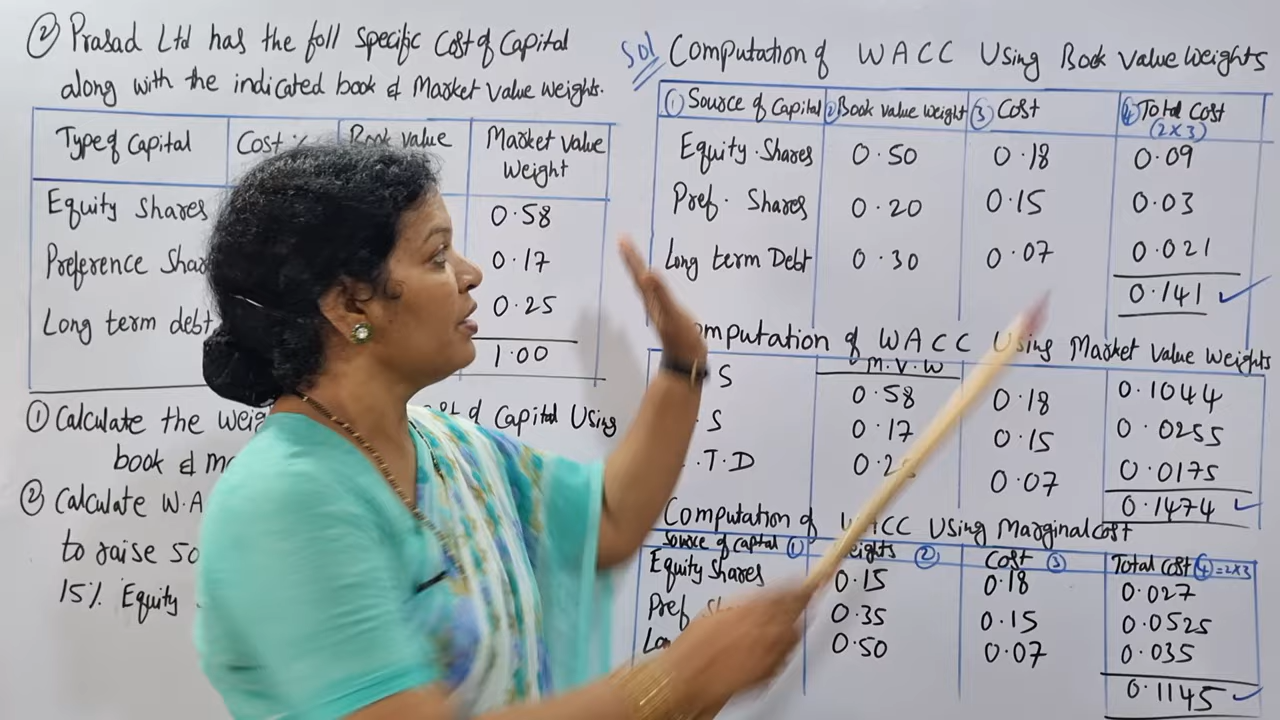 ② Prasad Ltd has the foll Specific Cost of Capital
along with the indicated book & Market Value Weights.
Type of Capital Cost % Book Value Market Value
Weight
Equity Shares 0.58
Preference 0.17
Long term debt 0.25
1.00
① Calculate the Capital Using
book &
② Calculate
to raise
15% Equity
Sol Computation of WACC Using Book Value Weights
① Source of Capital ② Book value weight ③ Cost ④ Total Cost
(2×3)
Equity Shares 0.50 0.18 0.09
Pref. Shares 0.20 0.15 0.03
Long term Debt 0.30 0.07 0.021
0.141
Computation of WACC Using Market Value Weights
M.V.W
S 0.58 0.18 0.1044
S 0.17 0.15 0.0255
T.D 0.07 0.0175
0.1474
Computation of WACC Using Marginal Cost
Source of Capital ① Weights ② Cost ③ Total Cost ④=2×3
Equity Shares 0.15 0.18 0.027
Pref. 0.35 0.15 0.0525
0.50 0.07 0.035
0.1145